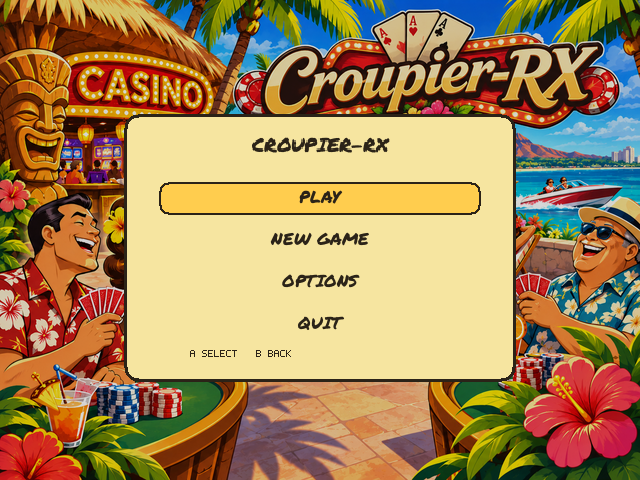 A A A
CASINO
Croupier-RX
CROUPIER-RX
PLAY
NEW GAME
OPTIONS
QUIT
A SELECT B BACK